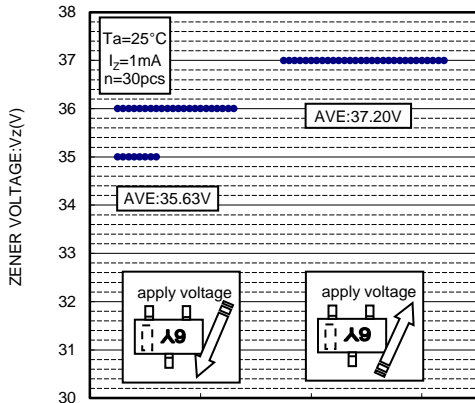 38
37
36
35
34
33
32
31
30
ZENER VOLTAGE:Vz(V)
Ta=25°C
IZ=1mA
n=30pcs
AVE:37.20V
AVE:35.63V
apply voltage
6Y
apply voltage
6Y